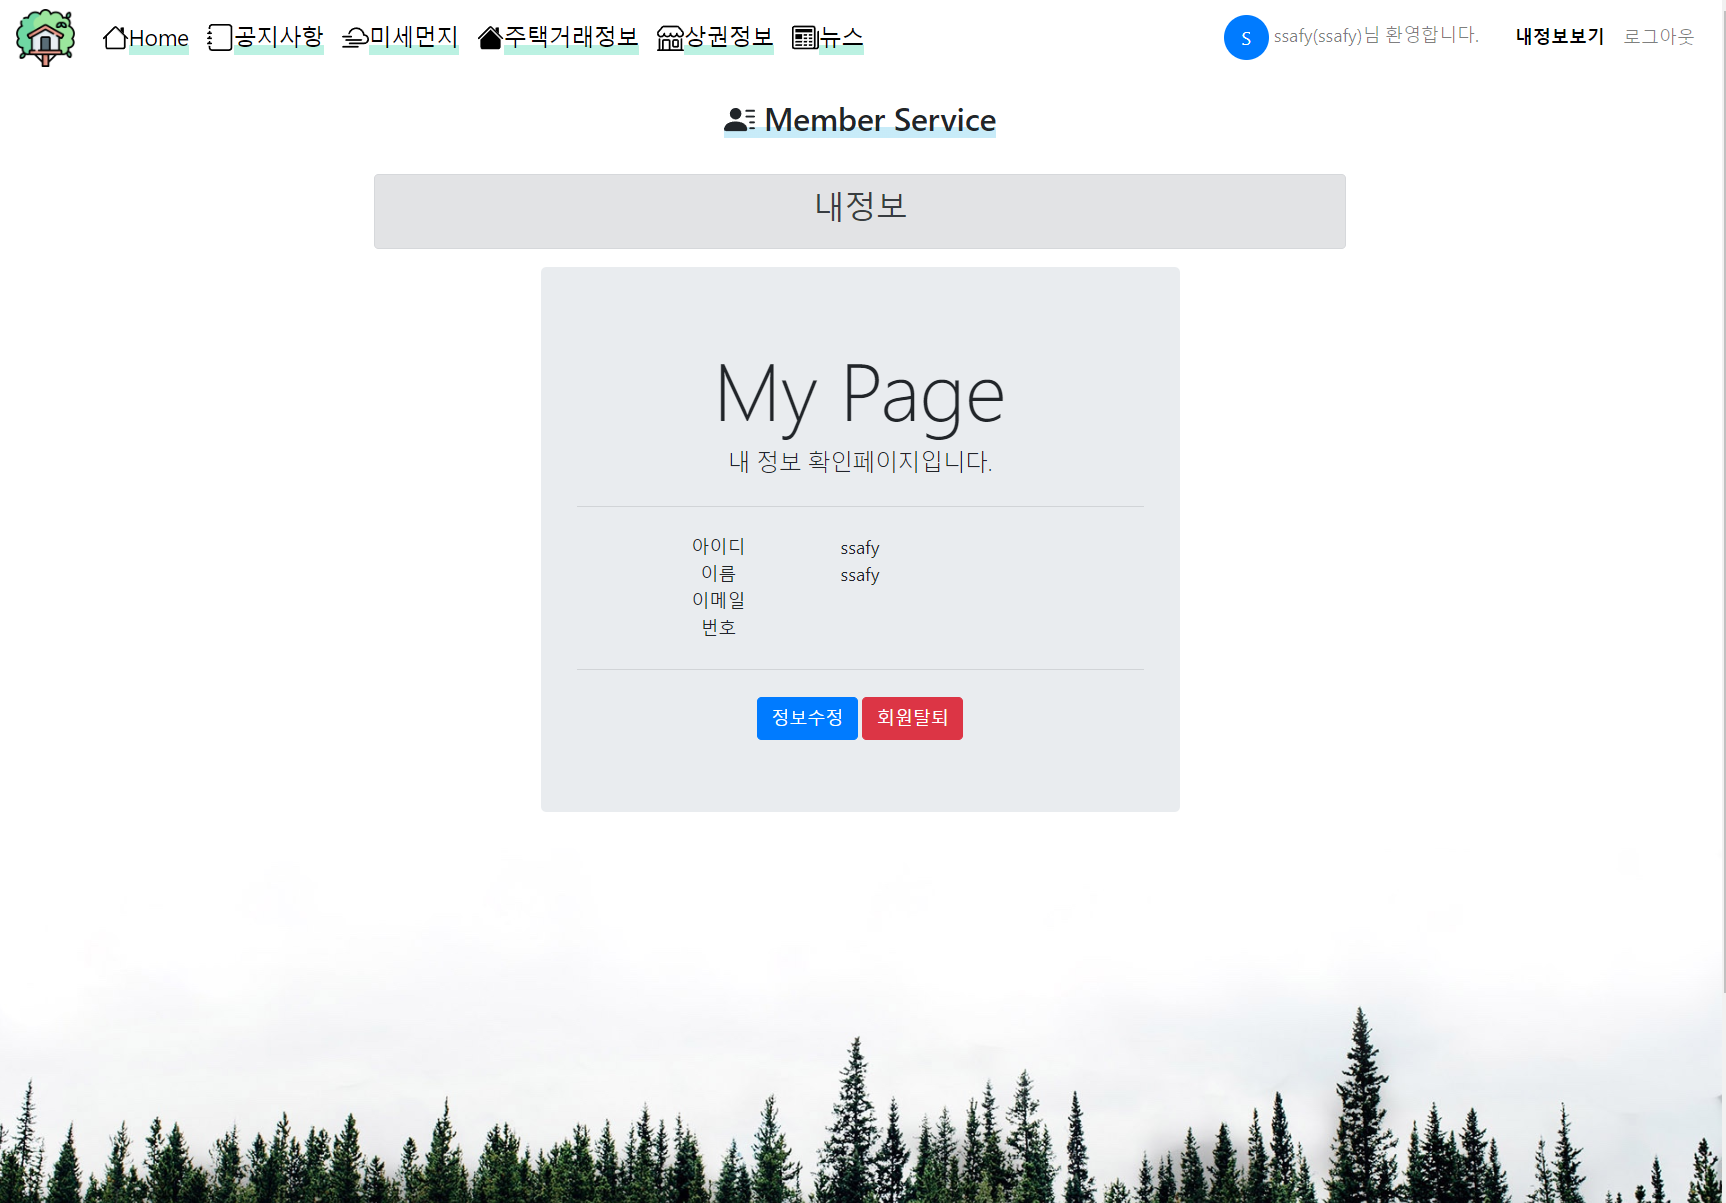 Home 공지사항 미세먼지 주택거래정보 상권정보 뉴스 S ssafy(ssafy)님 환영합니다. 내정보보기 로그아웃
Member Service
내정보
My Page
내 정보 확인페이지입니다.
아이디 ssafy
이름 ssafy
이메일
번호
정보수정 회원탈퇴